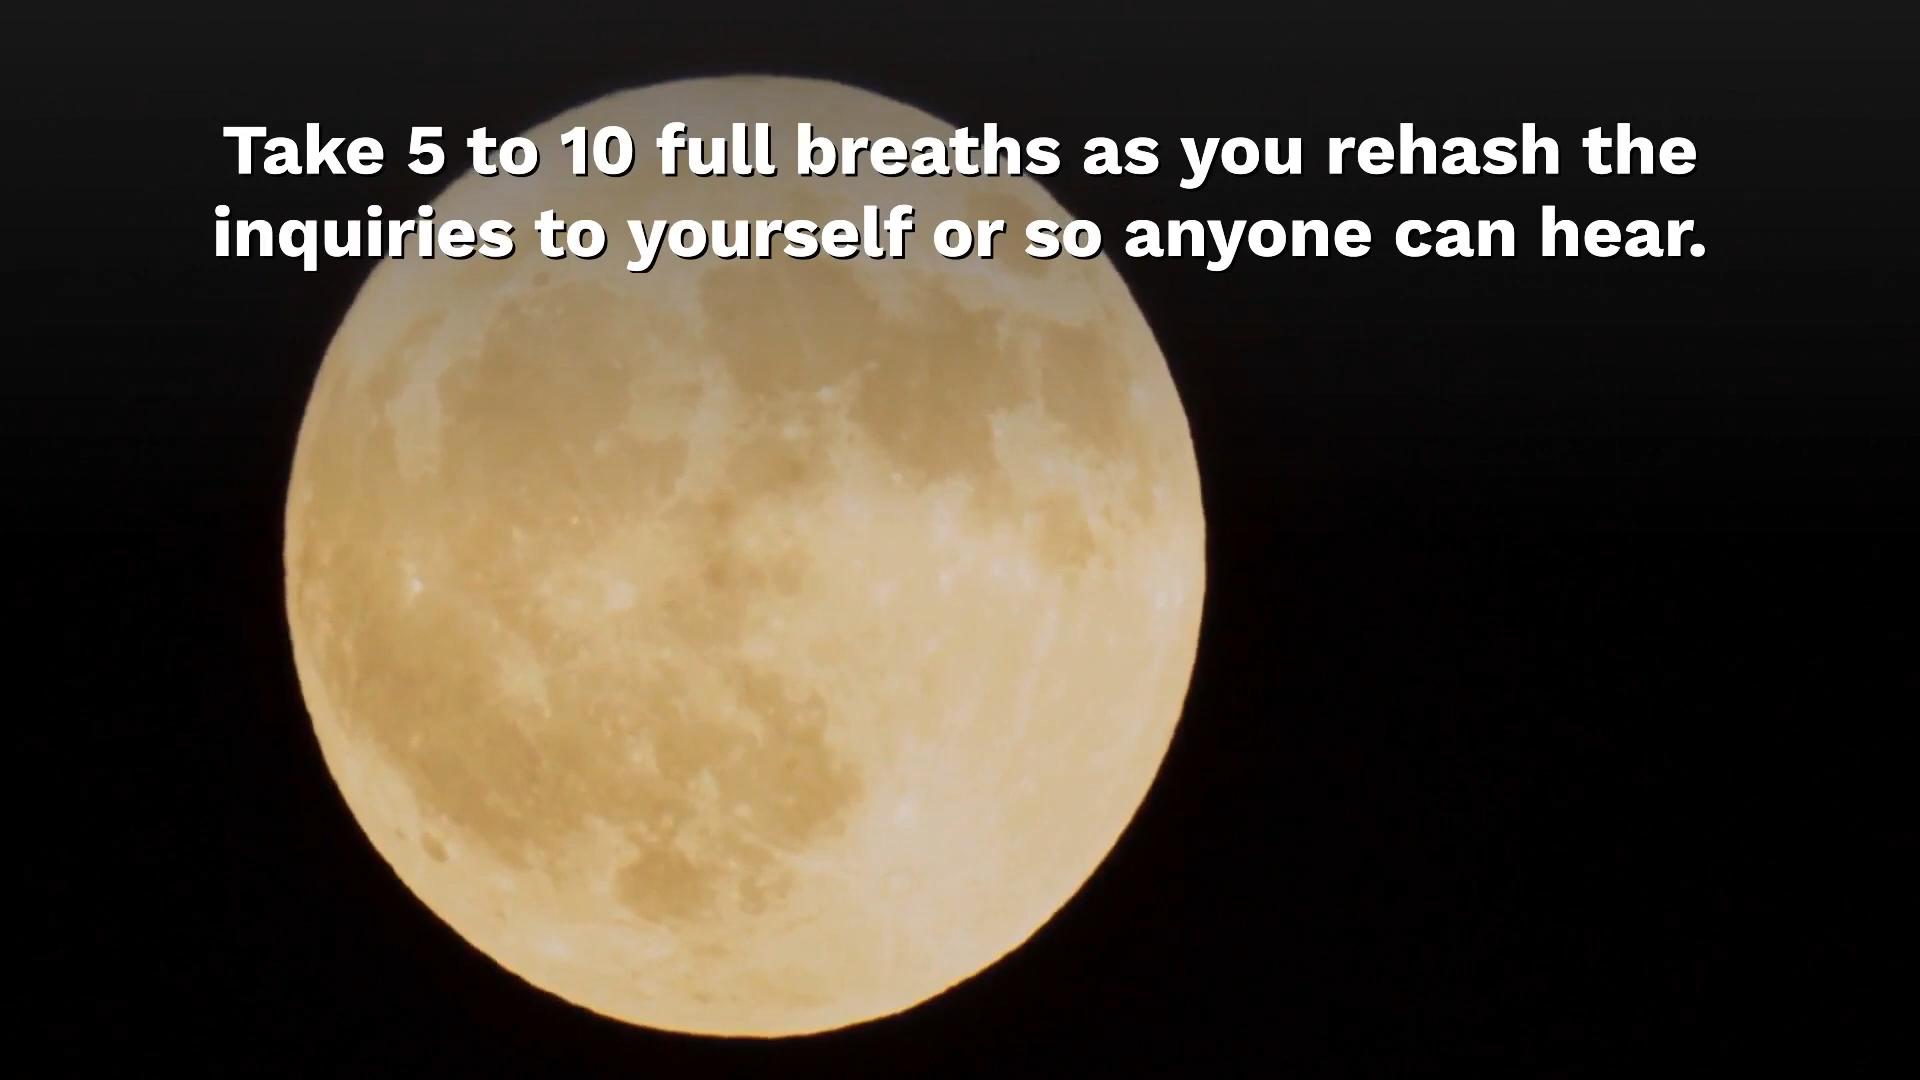 Take 5 to 10 full breaths as you rehash the
inquiries to yourself or so anyone can hear.